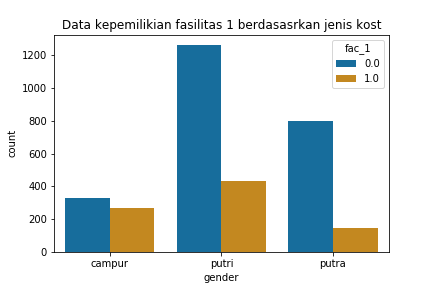 Data kepemilikian fasilitas 1 berdasasrkan jenis kost
fac_1
0.0
1.0
1200
1000
800
600
400
200
0
count
campur
putri
putra
gender